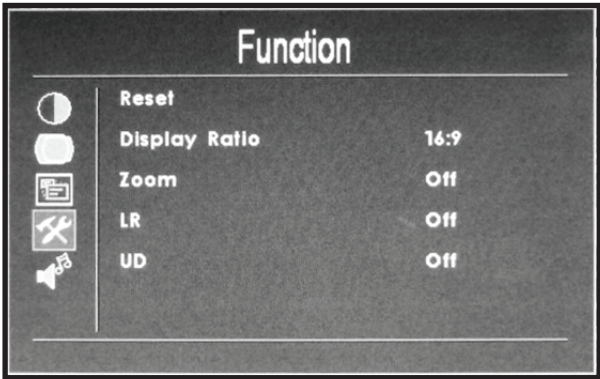 Function
Reset
Display Ratio 16:9
Zoom Off
LR Off
UD Off